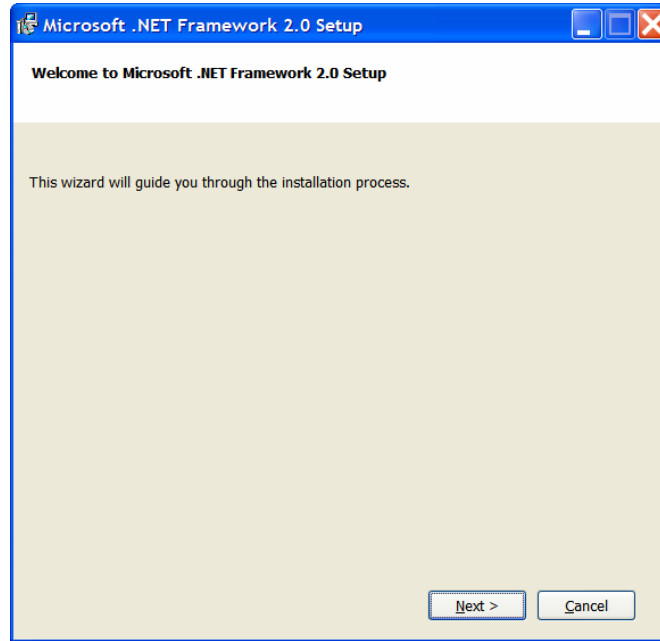 Microsoft .NET Framework 2.0 Setup
Welcome to Microsoft .NET Framework 2.0 Setup
This wizard will guide you through the installation process.
Next >
Cancel